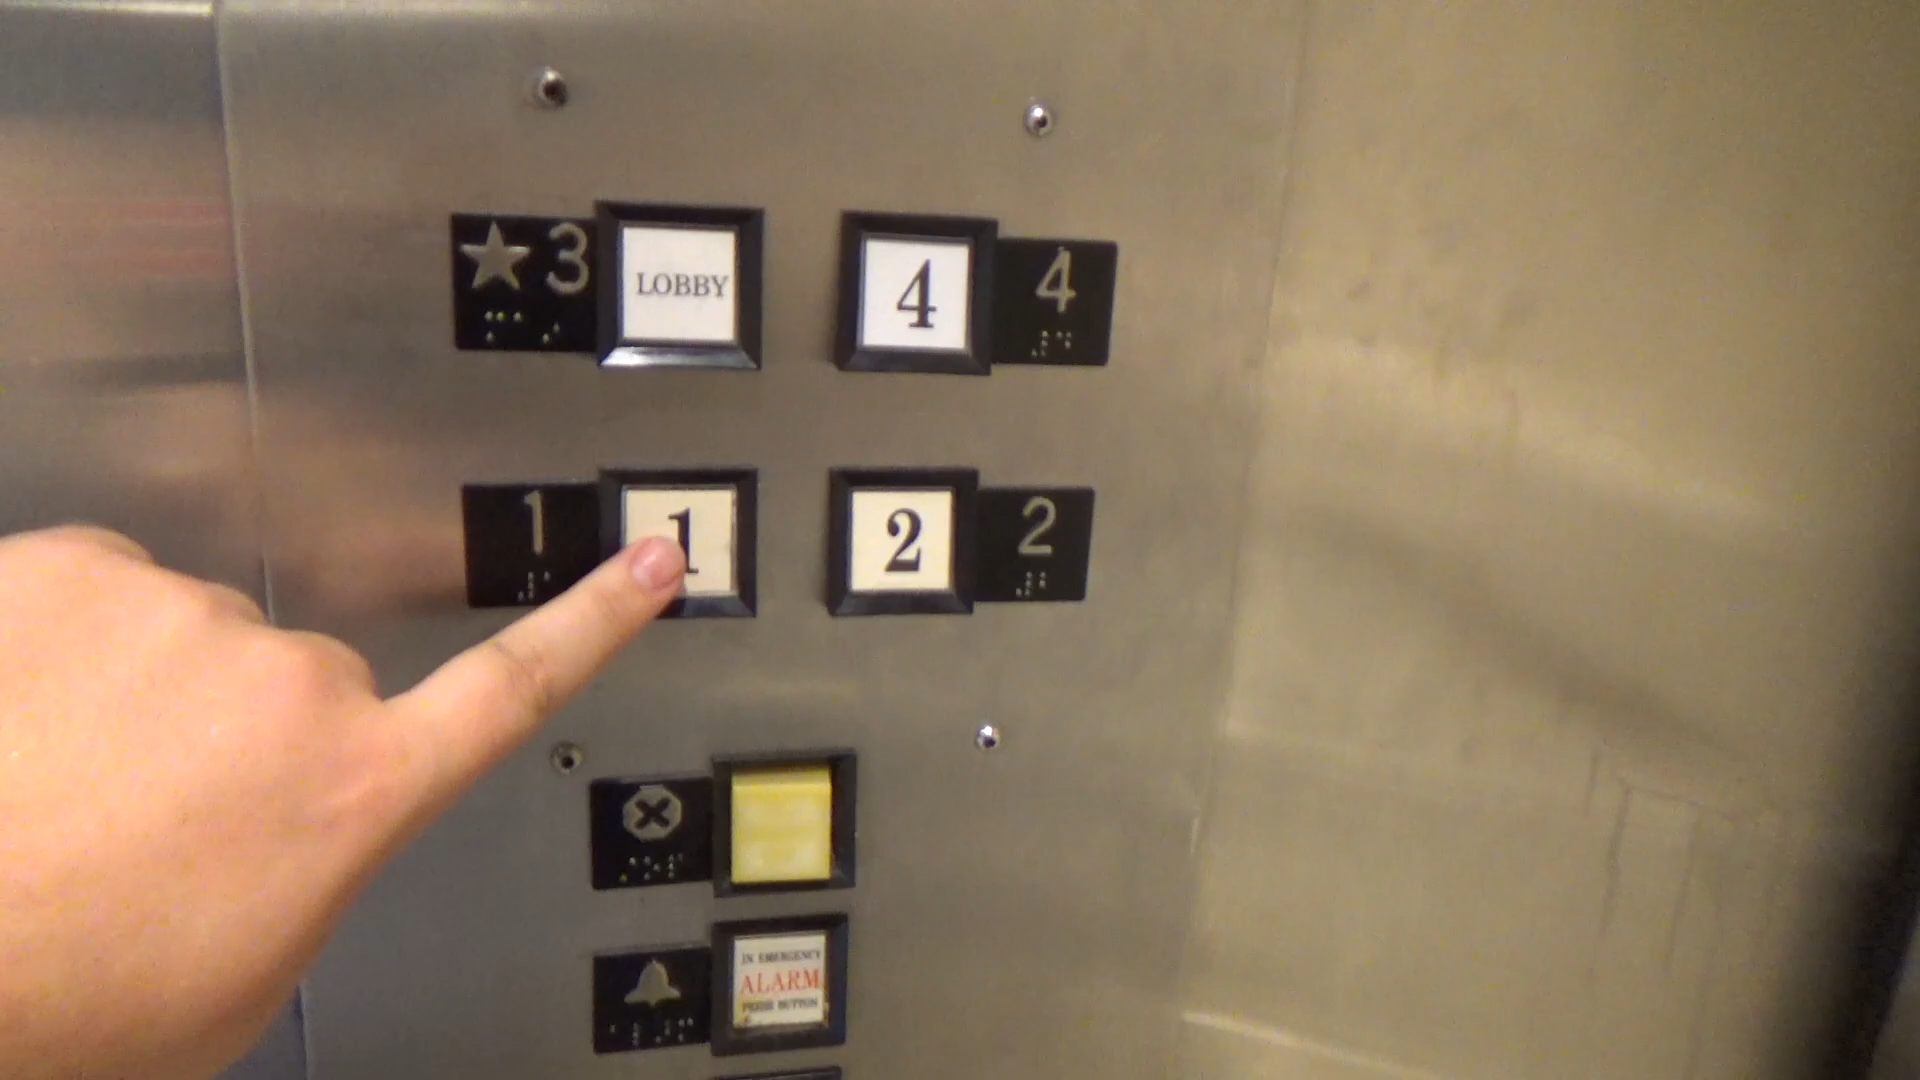 ★ 3 LOBBY 4 4
1 1 2 2
IN EMERGENCY
ALARM
PRESS BUTTON